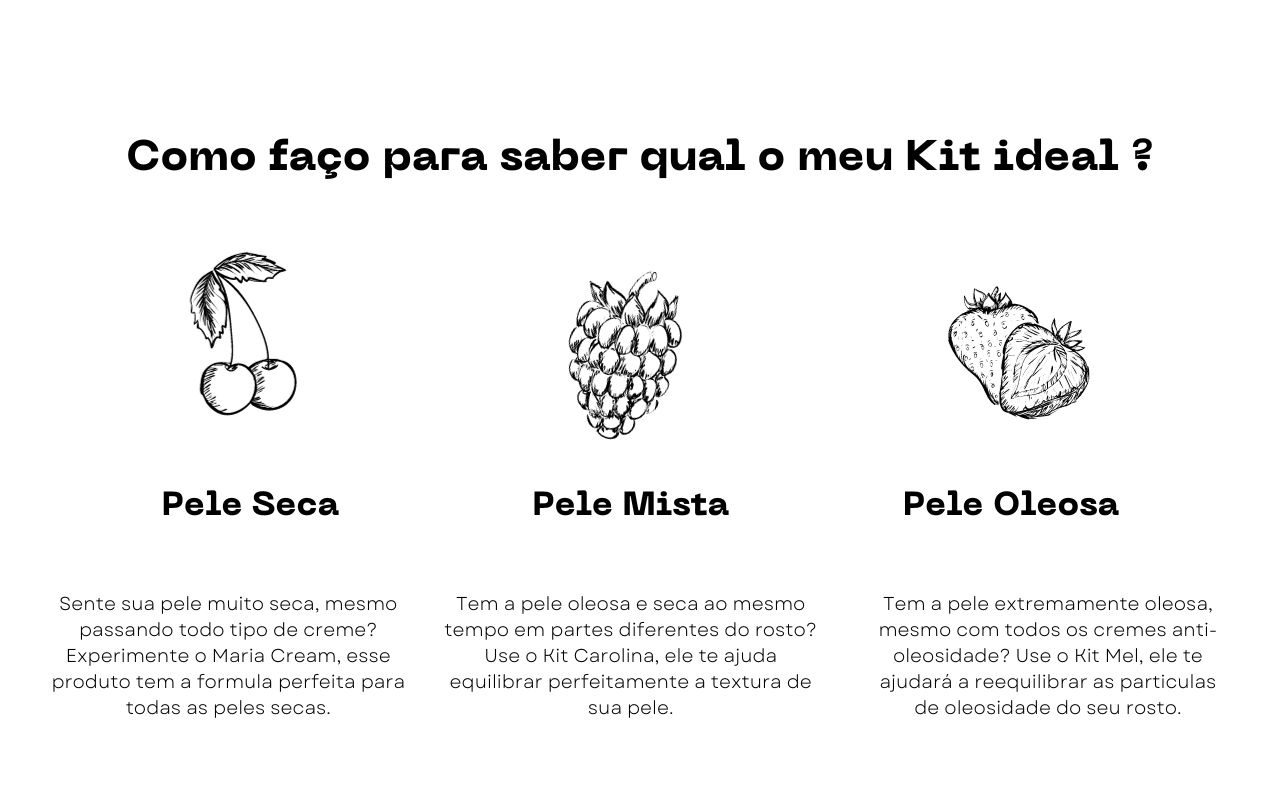 Como faço para saber qual o meu Kit ideal ?
Pele Seca
Sente sua pele muito seca, mesmo
passando todo tipo de creme?
Experimente o Maria Cream, esse
produto tem a formula perfeita para
todas as peles secas.
Pele Mista
Tem a pele oleosa e seca ao mesmo
tempo em partes diferentes do rosto?
Use o Kit Carolina, ele te ajuda
equilibrar perfeitamente a textura de
sua pele.
Pele Oleosa
Tem a pele extremamente oleosa,
mesmo com todos os cremes anti-
oleosidade? Use o Kit Mel, ele te
ajudará a reequilibrar as particulas
de oleosidade do seu rosto.